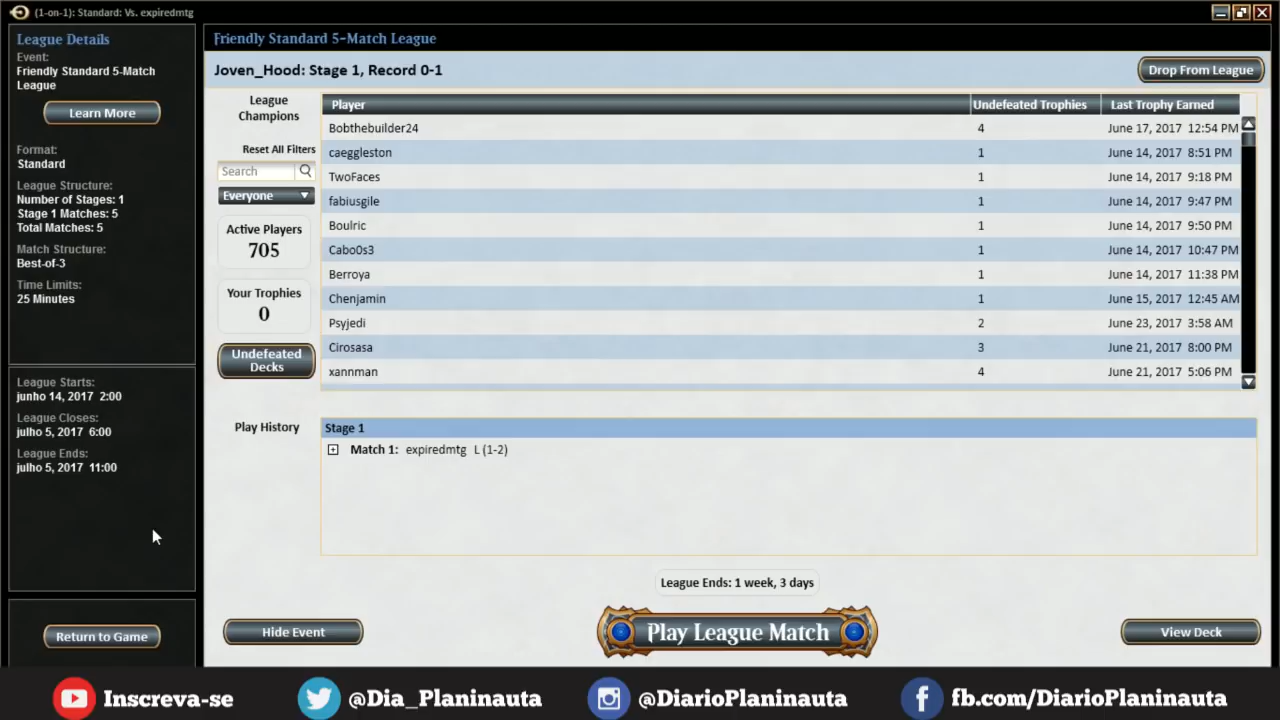 (1-on-1): Standard: Vs. expiredmtg
League Details
Event:
Friendly Standard 5-Match
League
Learn More
Format:
Standard
League Structure:
Number of Stages: 1
Stage 1 Matches: 5
Total Matches: 5
Match Structure:
Best-of-3
Time Limits:
25 Minutes
League Starts:
junho 14, 2017 2:00
League Closes:
julho 5, 2017 6:00
League Ends:
julho 5, 2017 11:00
Return to Game
Friendly Standard 5-Match League
Joven_Hood: Stage 1, Record 0-1
Drop From League
League
Champions
Reset All Filters
Search
Everyone
Active Players
705
Your Trophies
0
Undefeated
Decks
Player Undefeated Trophies Last Trophy Earned
Bobthebuilder24 4 June 17, 2017 12:54 PM
caeggleston 1 June 14, 2017 8:51 PM
TwoFaces 1 June 14, 2017 9:18 PM
fabiusgile 1 June 14, 2017 9:47 PM
Boulric 1 June 14, 2017 9:50 PM
Cabo0s3 1 June 14, 2017 10:47 PM
Berroya 1 June 14, 2017 11:38 PM
Chenjamin 1 June 15, 2017 12:45 AM
Psyjedi 2 June 23, 2017 3:58 AM
Cirosasa 3 June 21, 2017 8:00 PM
xannman 4 June 21, 2017 5:06 PM
Play History
Stage 1
Match 1: expiredmtg L (1-2)
League Ends: 1 week, 3 days
Hide Event
Play League Match
View Deck
Inscreva-se @Dia_Planinauta @DiarioPlaninauta fb.com/DiarioPlaninauta